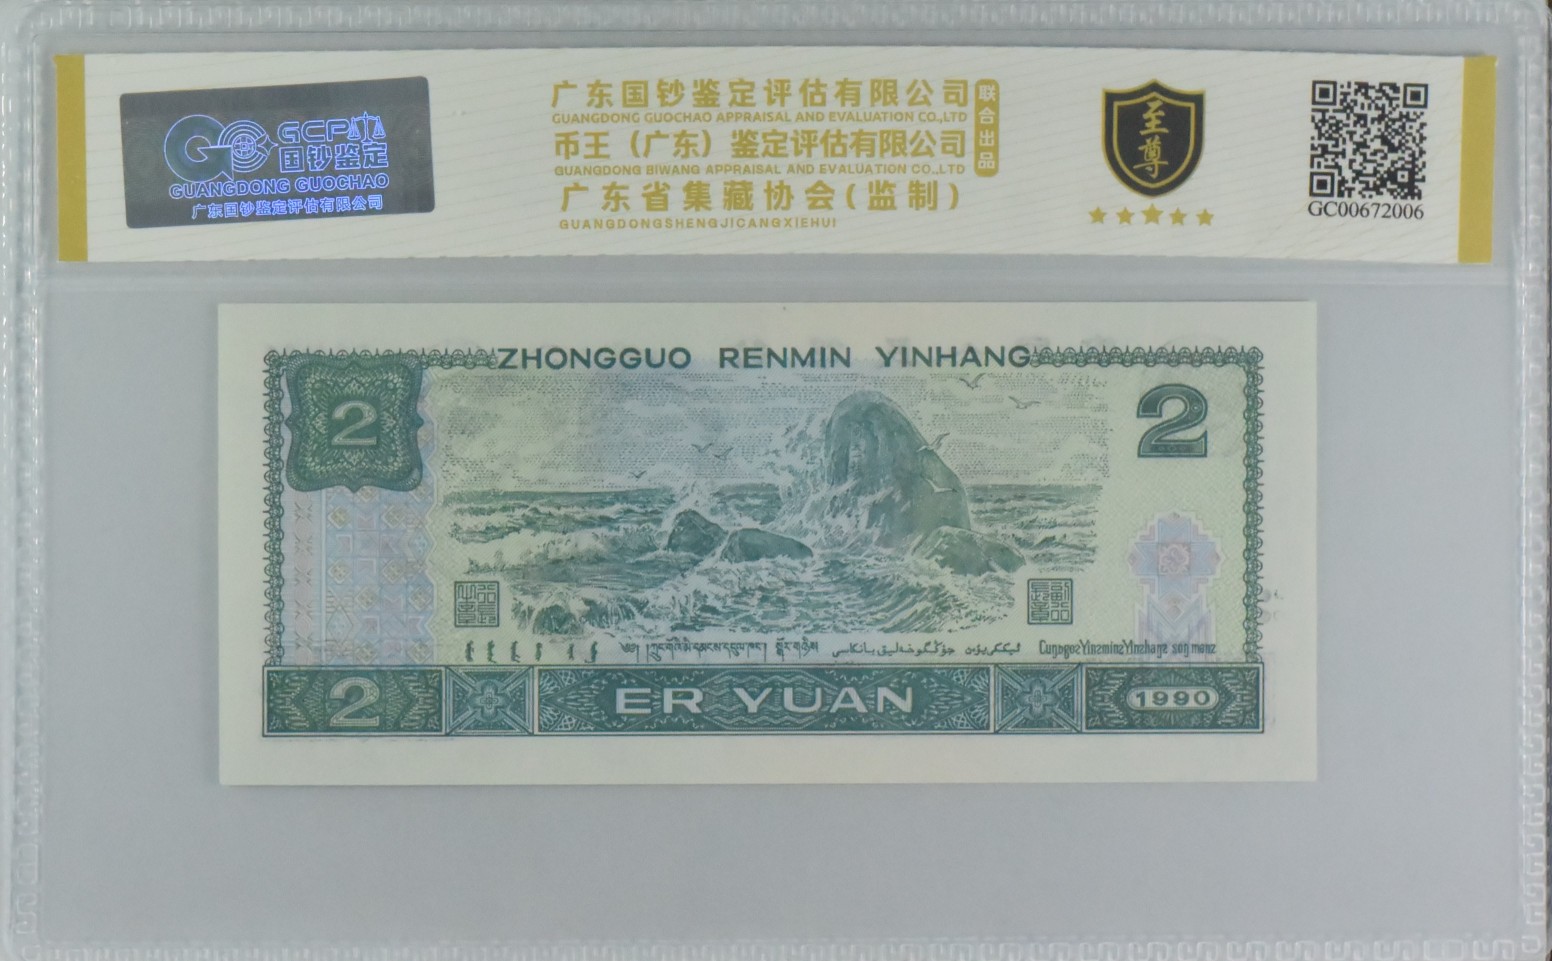 GCP
国钞鉴定
GUANGDONG GUOCHAO
广东国钞鉴定评估有限公司
广东国钞鉴定评估有限公司
GUANGDONG GUOCHAO APPRAISAL AND EVALUATION CO.,LTD
币王（广东）鉴定评估有限公司
GUANGDONG BIWANG APPRAISAL AND EVALUATION CO.,LTD
广东省集藏协会(监制)
GUANGDONGSHENGJICANGXIEHUI
联合出品
至尊
GC00672006
ZHONGGUO RENMIN YINHANG
2
2
2
ER YUAN
1990